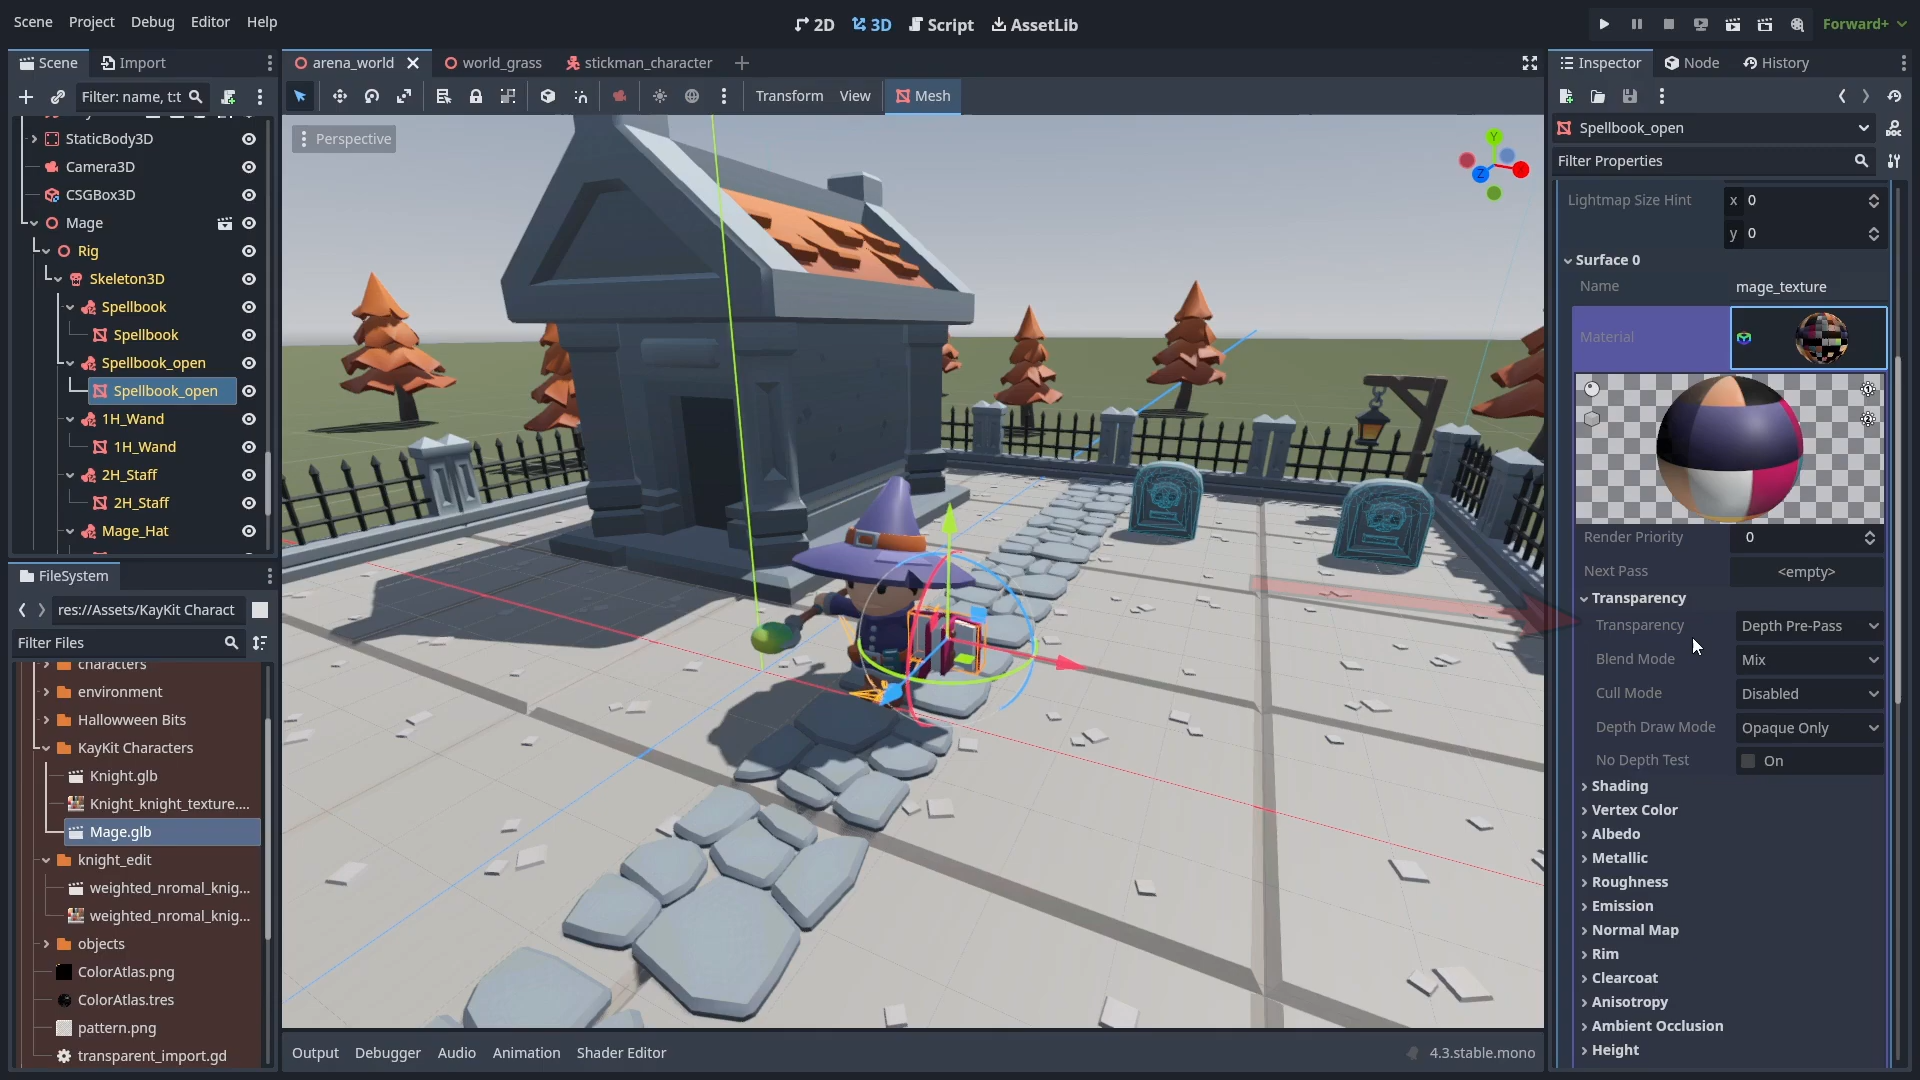 Scene Project Debug Editor Help
2D 3D Script AssetLib
Forward+
Scene Import
Filter: name, t:t
StaticBody3D
Camera3D
CSGBox3D
Mage
Rig
Skeleton3D
Spellbook
Spellbook
Spellbook_open
Spellbook_open
1H_Wand
1H_Wand
2H_Staff
2H_Staff
Mage_Hat
FileSystem
res://Assets/KayKit Charact
Filter Files
characters
environment
Hallowween Bits
KayKit Characters
Knight.glb
Knight_knight_texture....
Mage.glb
knight_edit
weighted_nromal_knig...
weighted_nromal_knig...
objects
ColorAtlas.png
ColorAtlas.tres
pattern.png
transparent_import.gd
arena_world world_grass stickman_character
Transform View Mesh
Perspective
Y
Z
Output Debugger Audio Animation Shader Editor
4.3.stable.mono
Inspector Node History
Spellbook_open
DOC
Filter Properties
Lightmap Size Hint x 0
y 0
Surface 0
Name mage_texture
Material
Render Priority 0
Next Pass <empty>
Transparency
Transparency Depth Pre-Pass
Blend Mode Mix
Cull Mode Disabled
Depth Draw Mode Opaque Only
No Depth Test On
Shading
Vertex Color
Albedo
Metallic
Roughness
Emission
Normal Map
Rim
Clearcoat
Anisotropy
Ambient Occlusion
Height